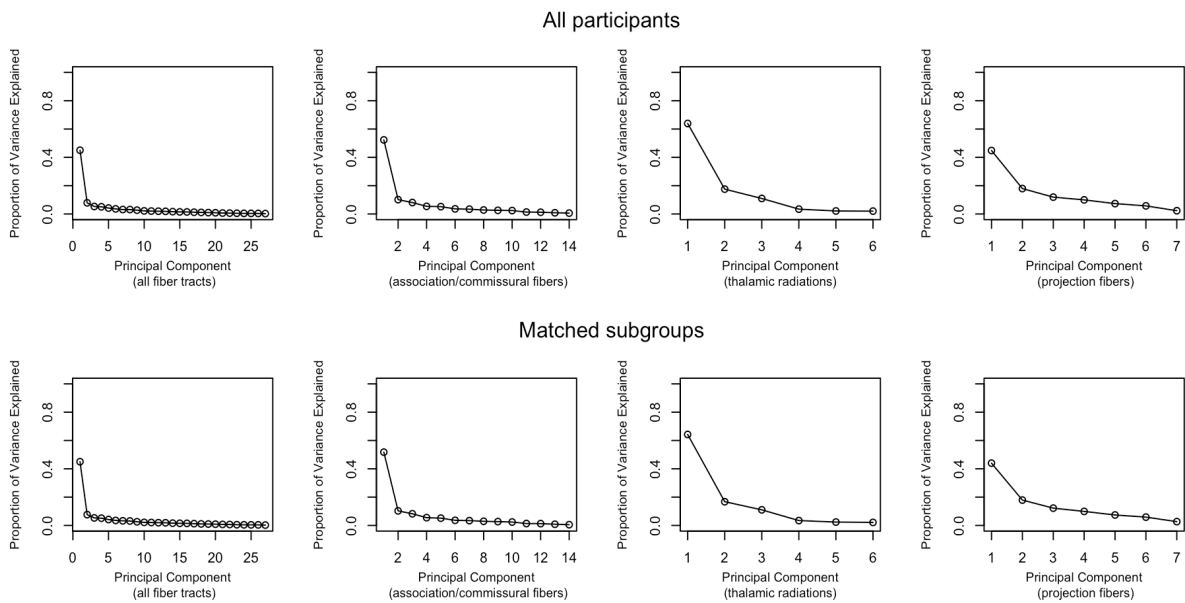 All participants
Proportion of Variance Explained
0.0 0.4 0.8
0 5 10 15 20 25
Principal Component
(all fiber tracts)
Proportion of Variance Explained
0.0 0.4 0.8
2 4 6 8 10 12 14
Principal Component
(association/commissural fibers)
Proportion of Variance Explained
0.0 0.4 0.8
1 2 3 4 5 6
Principal Component
(thalamic radiations)
Proportion of Variance Explained
0.0 0.4 0.8
1 2 3 4 5 6 7
Principal Component
(projection fibers)
Matched subgroups
Proportion of Variance Explained
0.0 0.4 0.8
0 5 10 15 20 25
Principal Component
(all fiber tracts)
Proportion of Variance Explained
0.0 0.4 0.8
2 4 6 8 10 12 14
Principal Component
(association/commissural fibers)
Proportion of Variance Explained
0.0 0.4 0.8
1 2 3 4 5 6
Principal Component
(thalamic radiations)
Proportion of Variance Explained
0.0 0.4 0.8
1 2 3 4 5 6 7
Principal Component
(projection fibers)